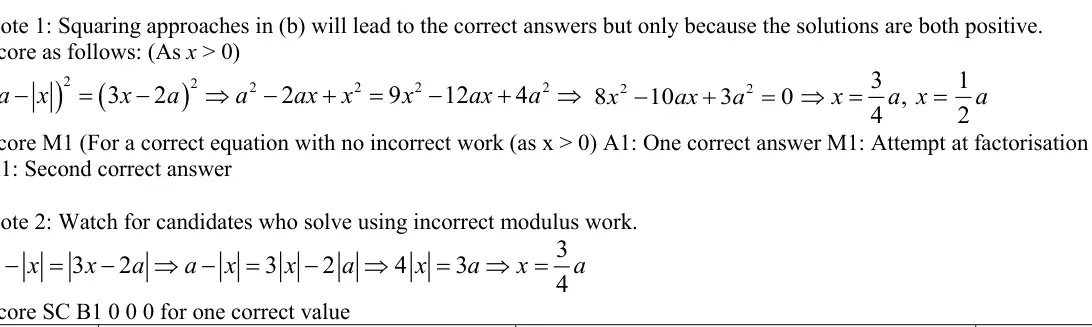 ote 1: Squaring approaches in (b) will lead to the correct answers but only because the solutions are both positive.
core as follows: (As x > 0)
a−|x|)² = (3x−2a)² ⇒ a²−2ax+x² = 9x²−12ax+4a² ⇒ 8x²−10ax+3a² = 0 ⇒ x = 3/4 a, x = 1/2 a
core M1 (For a correct equation with no incorrect work (as x > 0) A1: One correct answer M1: Attempt at factorisation
1: Second correct answer
ote 2: Watch for candidates who solve using incorrect modulus work.
−|x| = |3x−2a| ⇒ a−|x| = 3|x|−2|a| ⇒ 4|x| = 3a ⇒ x = 3/4 a
core SC B1 0 0 0 for one correct value